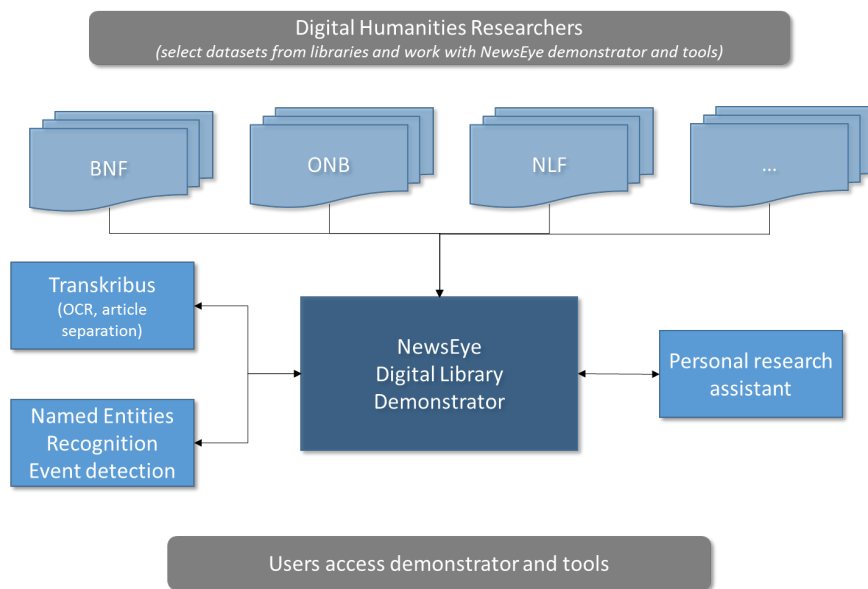 Digital Humanities Researchers
(select datasets from libraries and work with NewsEye demonstrator and tools)
BNF
ONB
NLF
...
Transkribus
(OCR, article
separation)
NewsEye
Digital Library
Demonstrator
Personal research
assistant
Named Entities
Recognition
Event detection
Users access demonstrator and tools